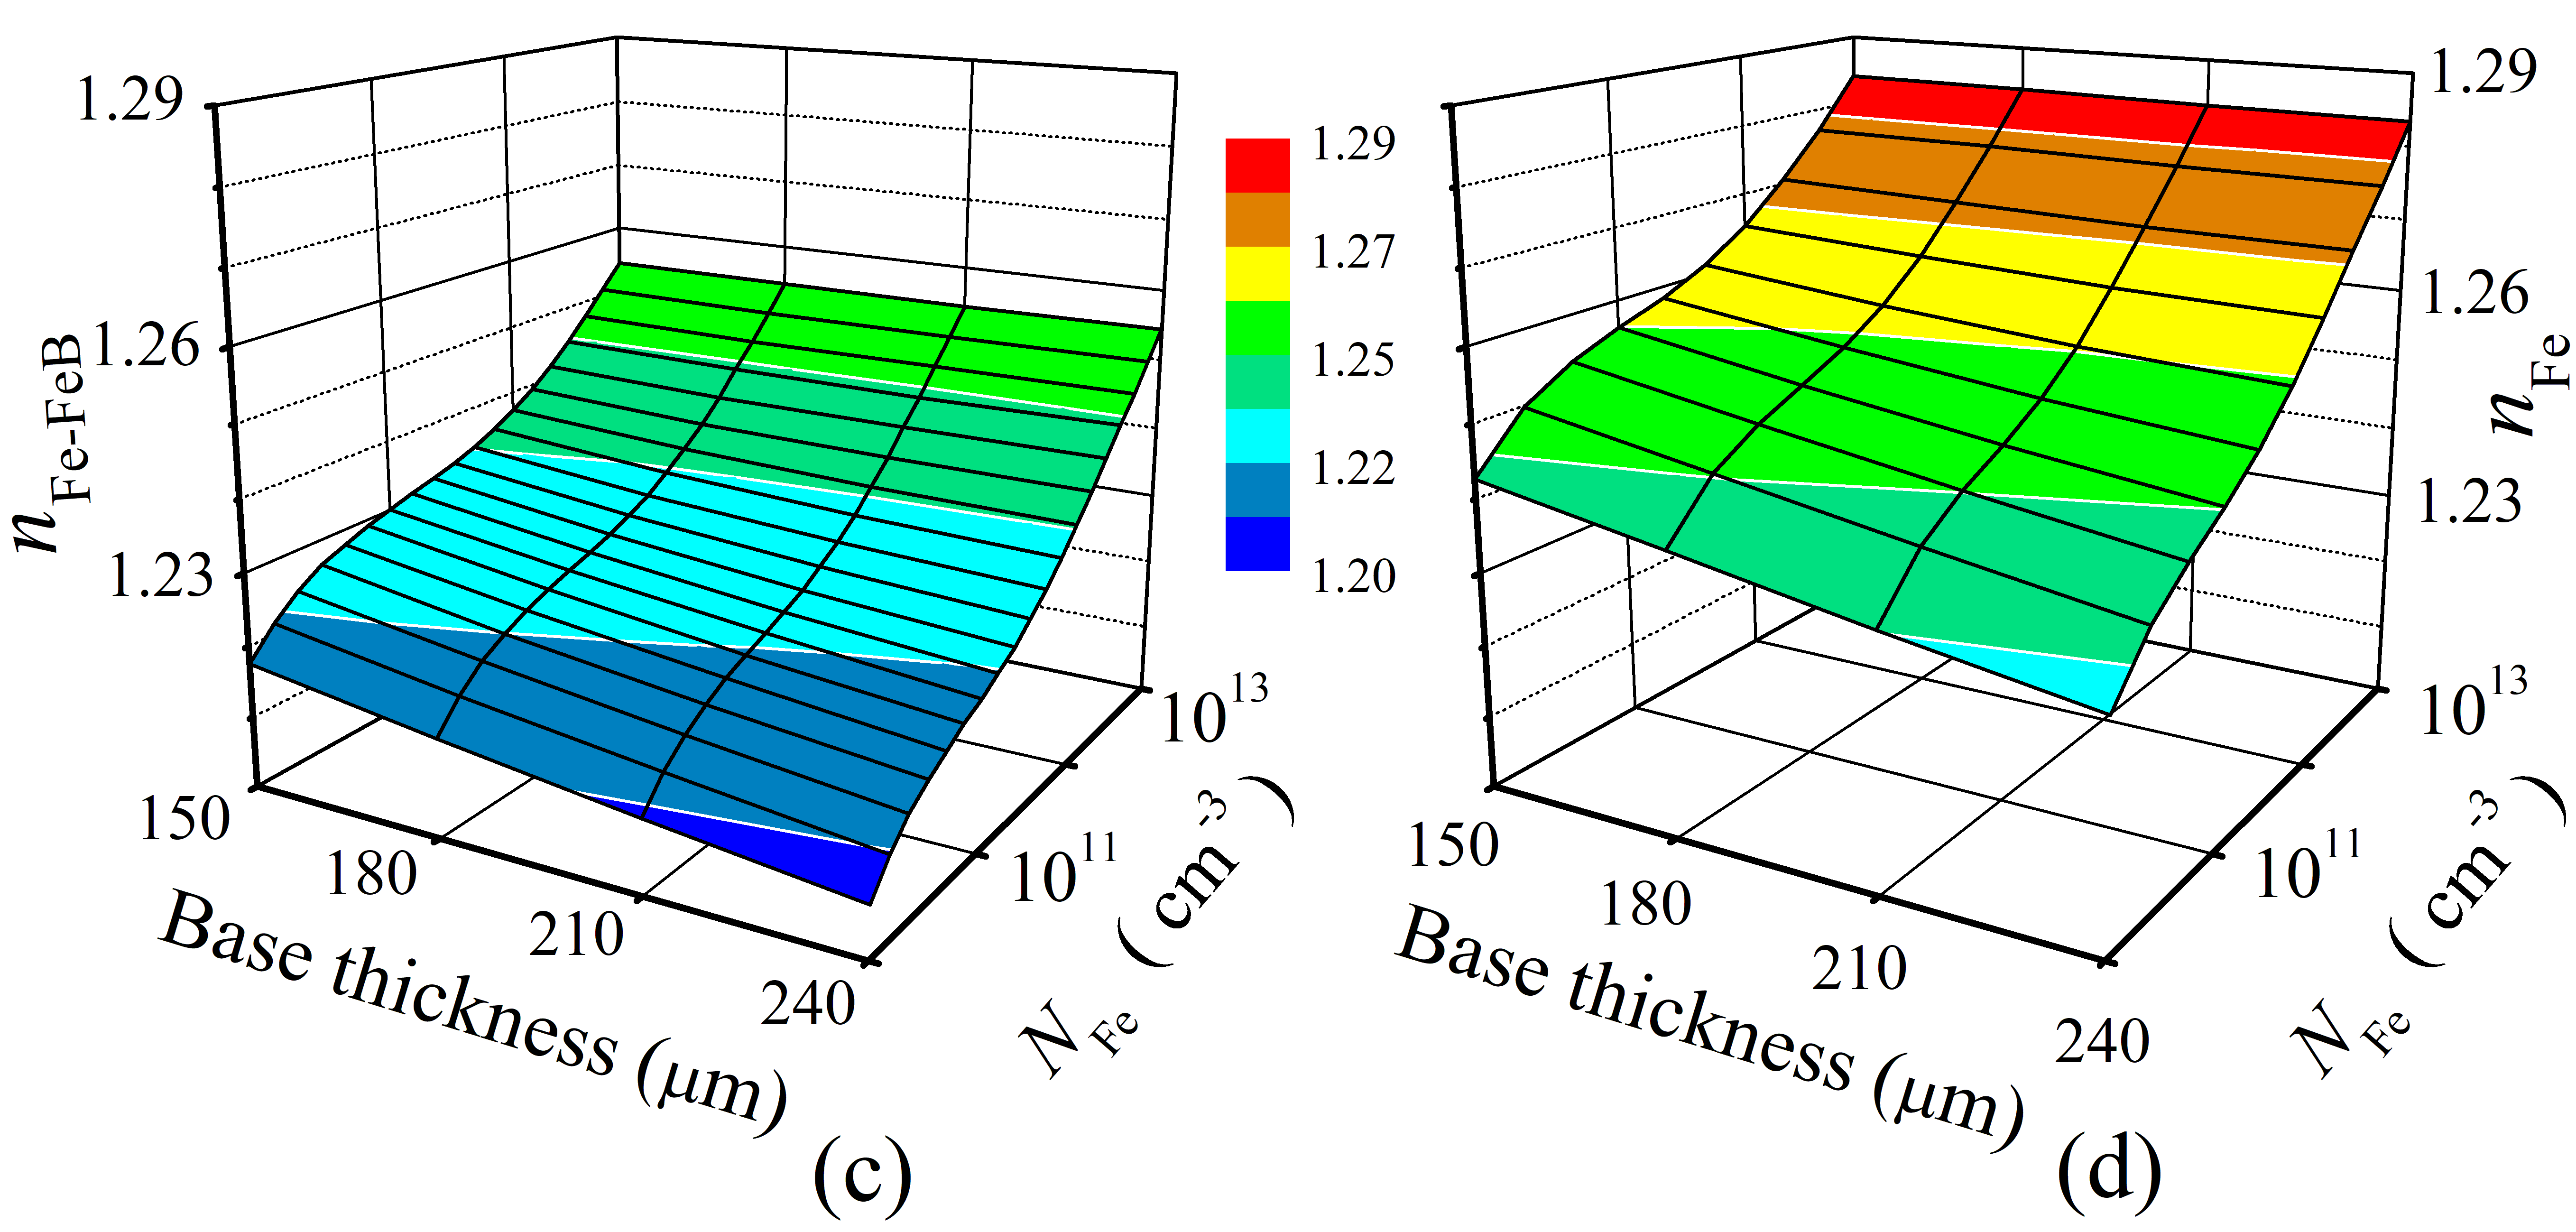 1.29
1.26
1.23
n Fe-FeB
150
180
210
240
Base thickness (μm)
10^11
10^13
N Fe ( cm^-3 )
(c)
1.29
1.27
1.25
1.22
1.20
1.29
1.26
1.23
n Fe
150
180
210
240
Base thickness (μm)
10^11
10^13
N Fe ( cm^-3 )
(d)